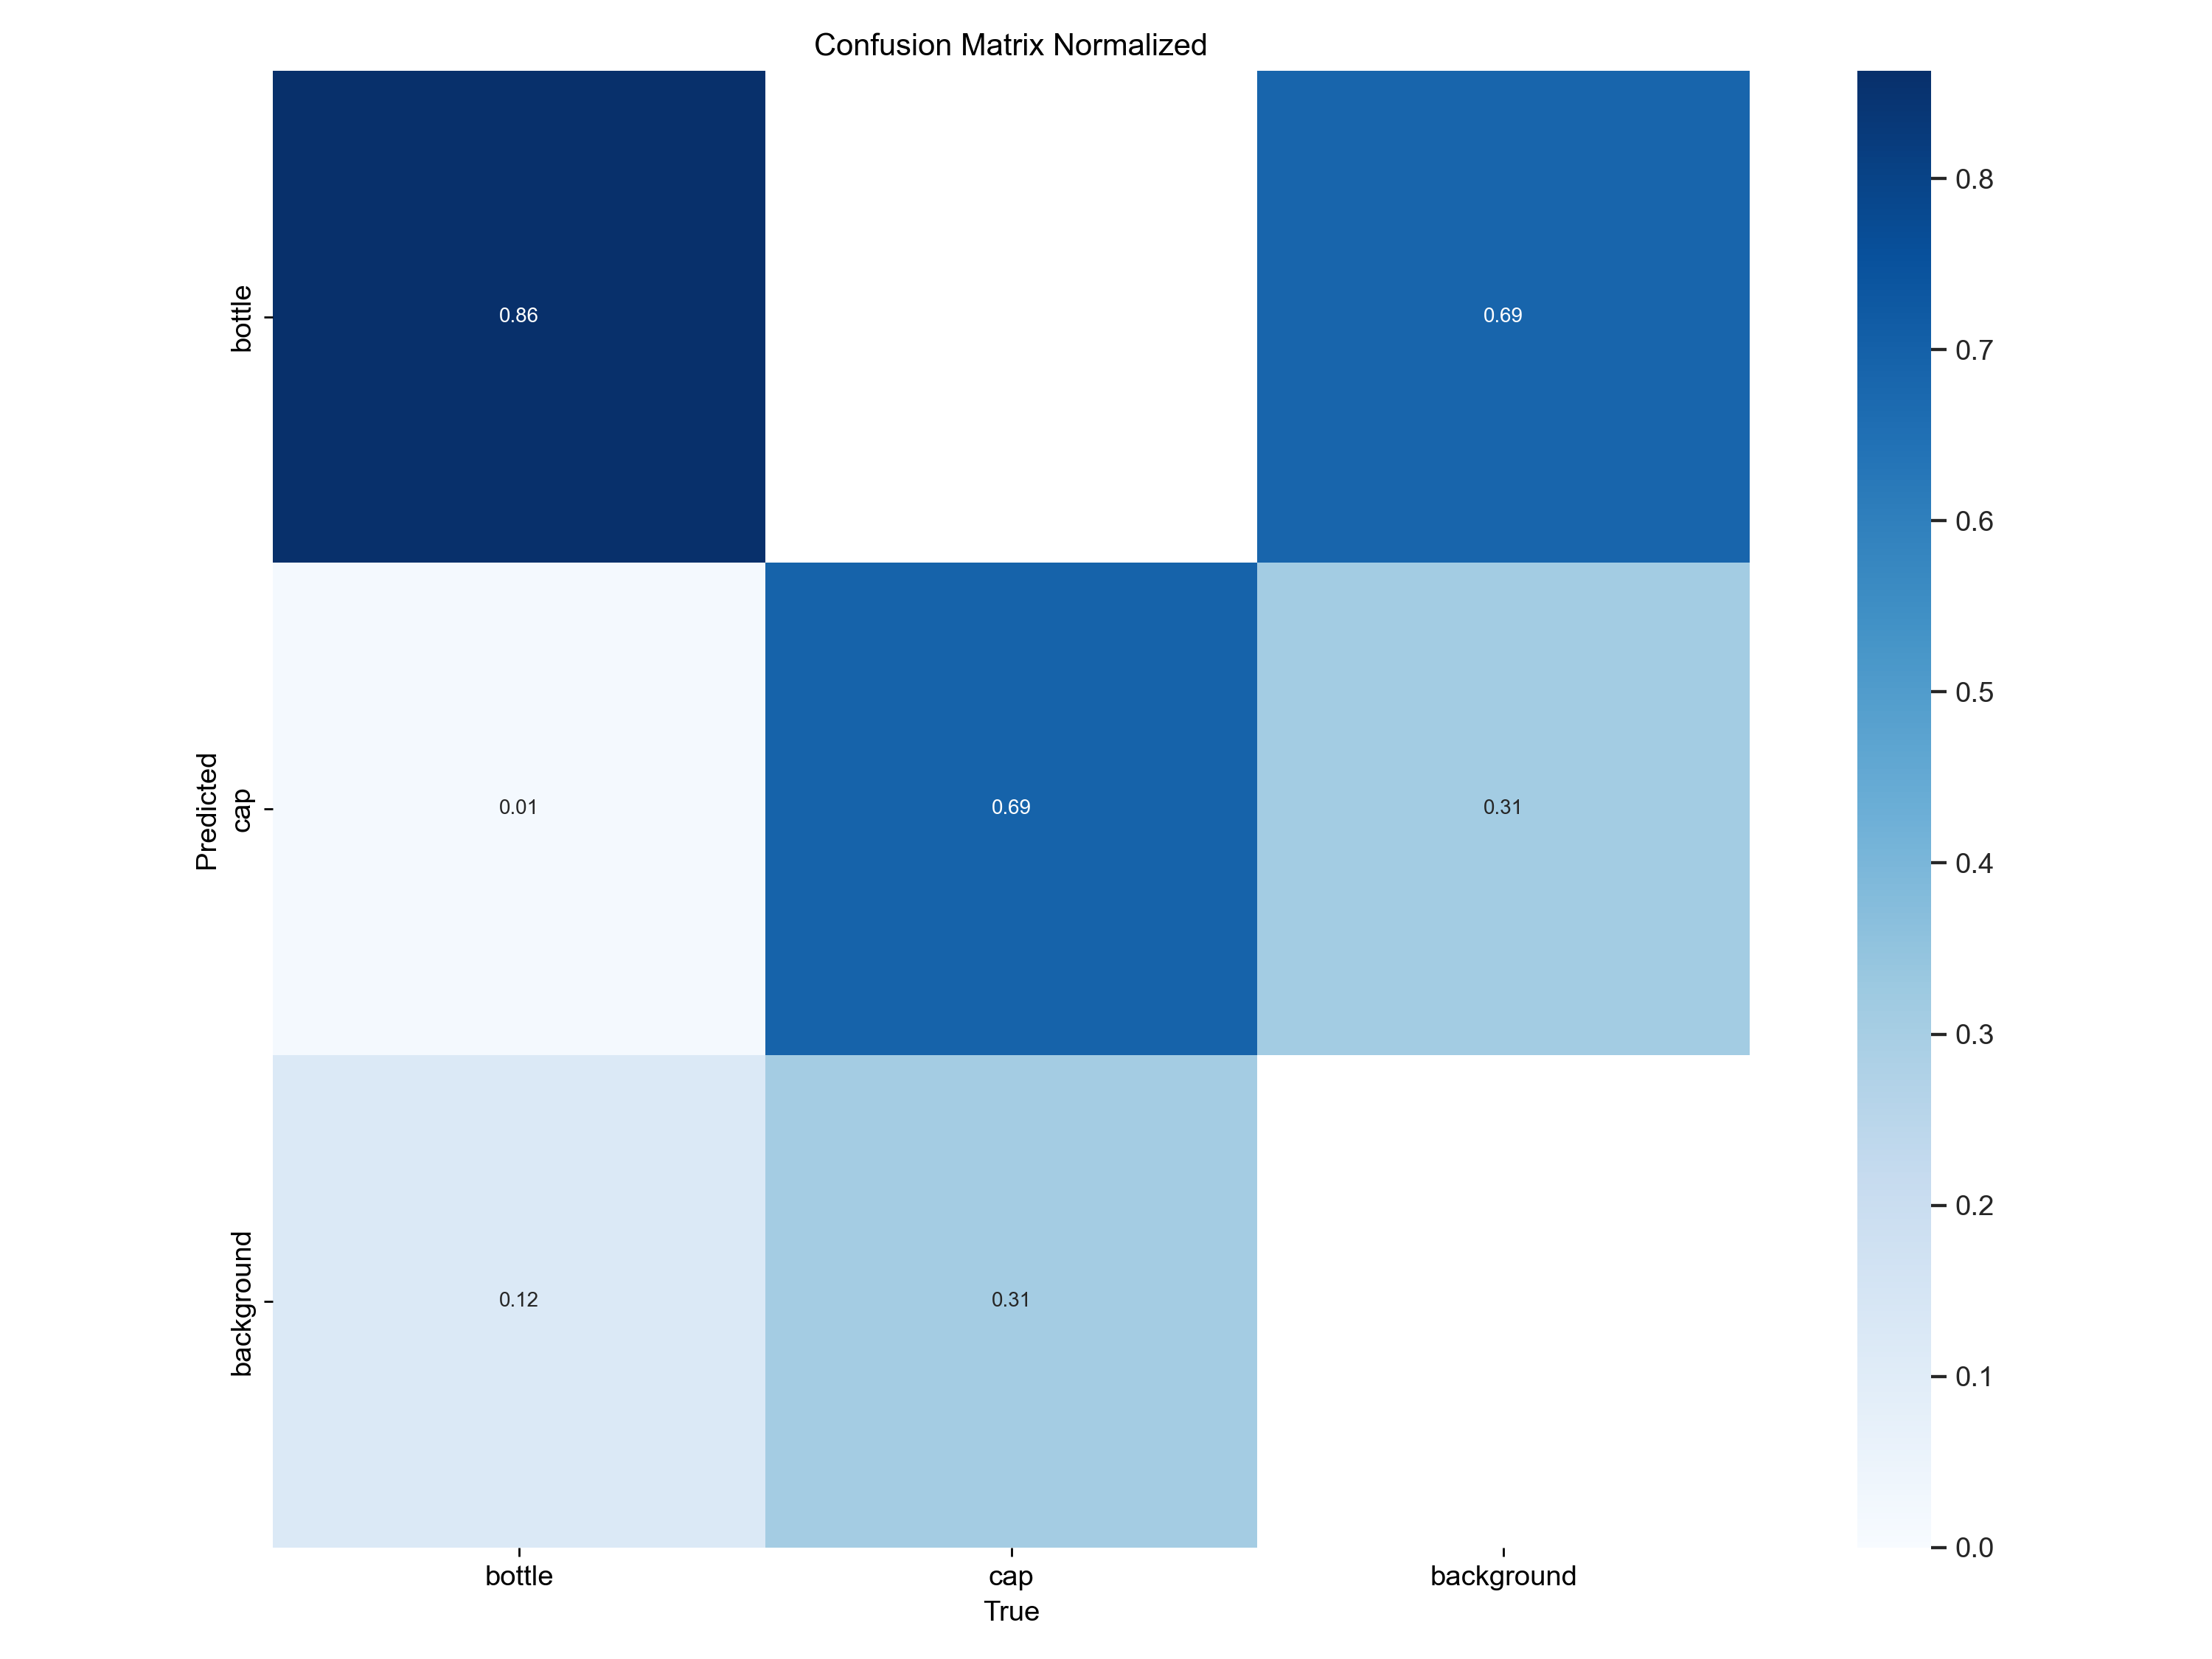 Confusion Matrix Normalized
bottle
0.86
0.69
Predicted
cap
0.01
0.69
0.31
background
0.12
0.31
bottle
cap
background
True
0.8
0.7
0.6
0.5
0.4
0.3
0.2
0.1
0.0